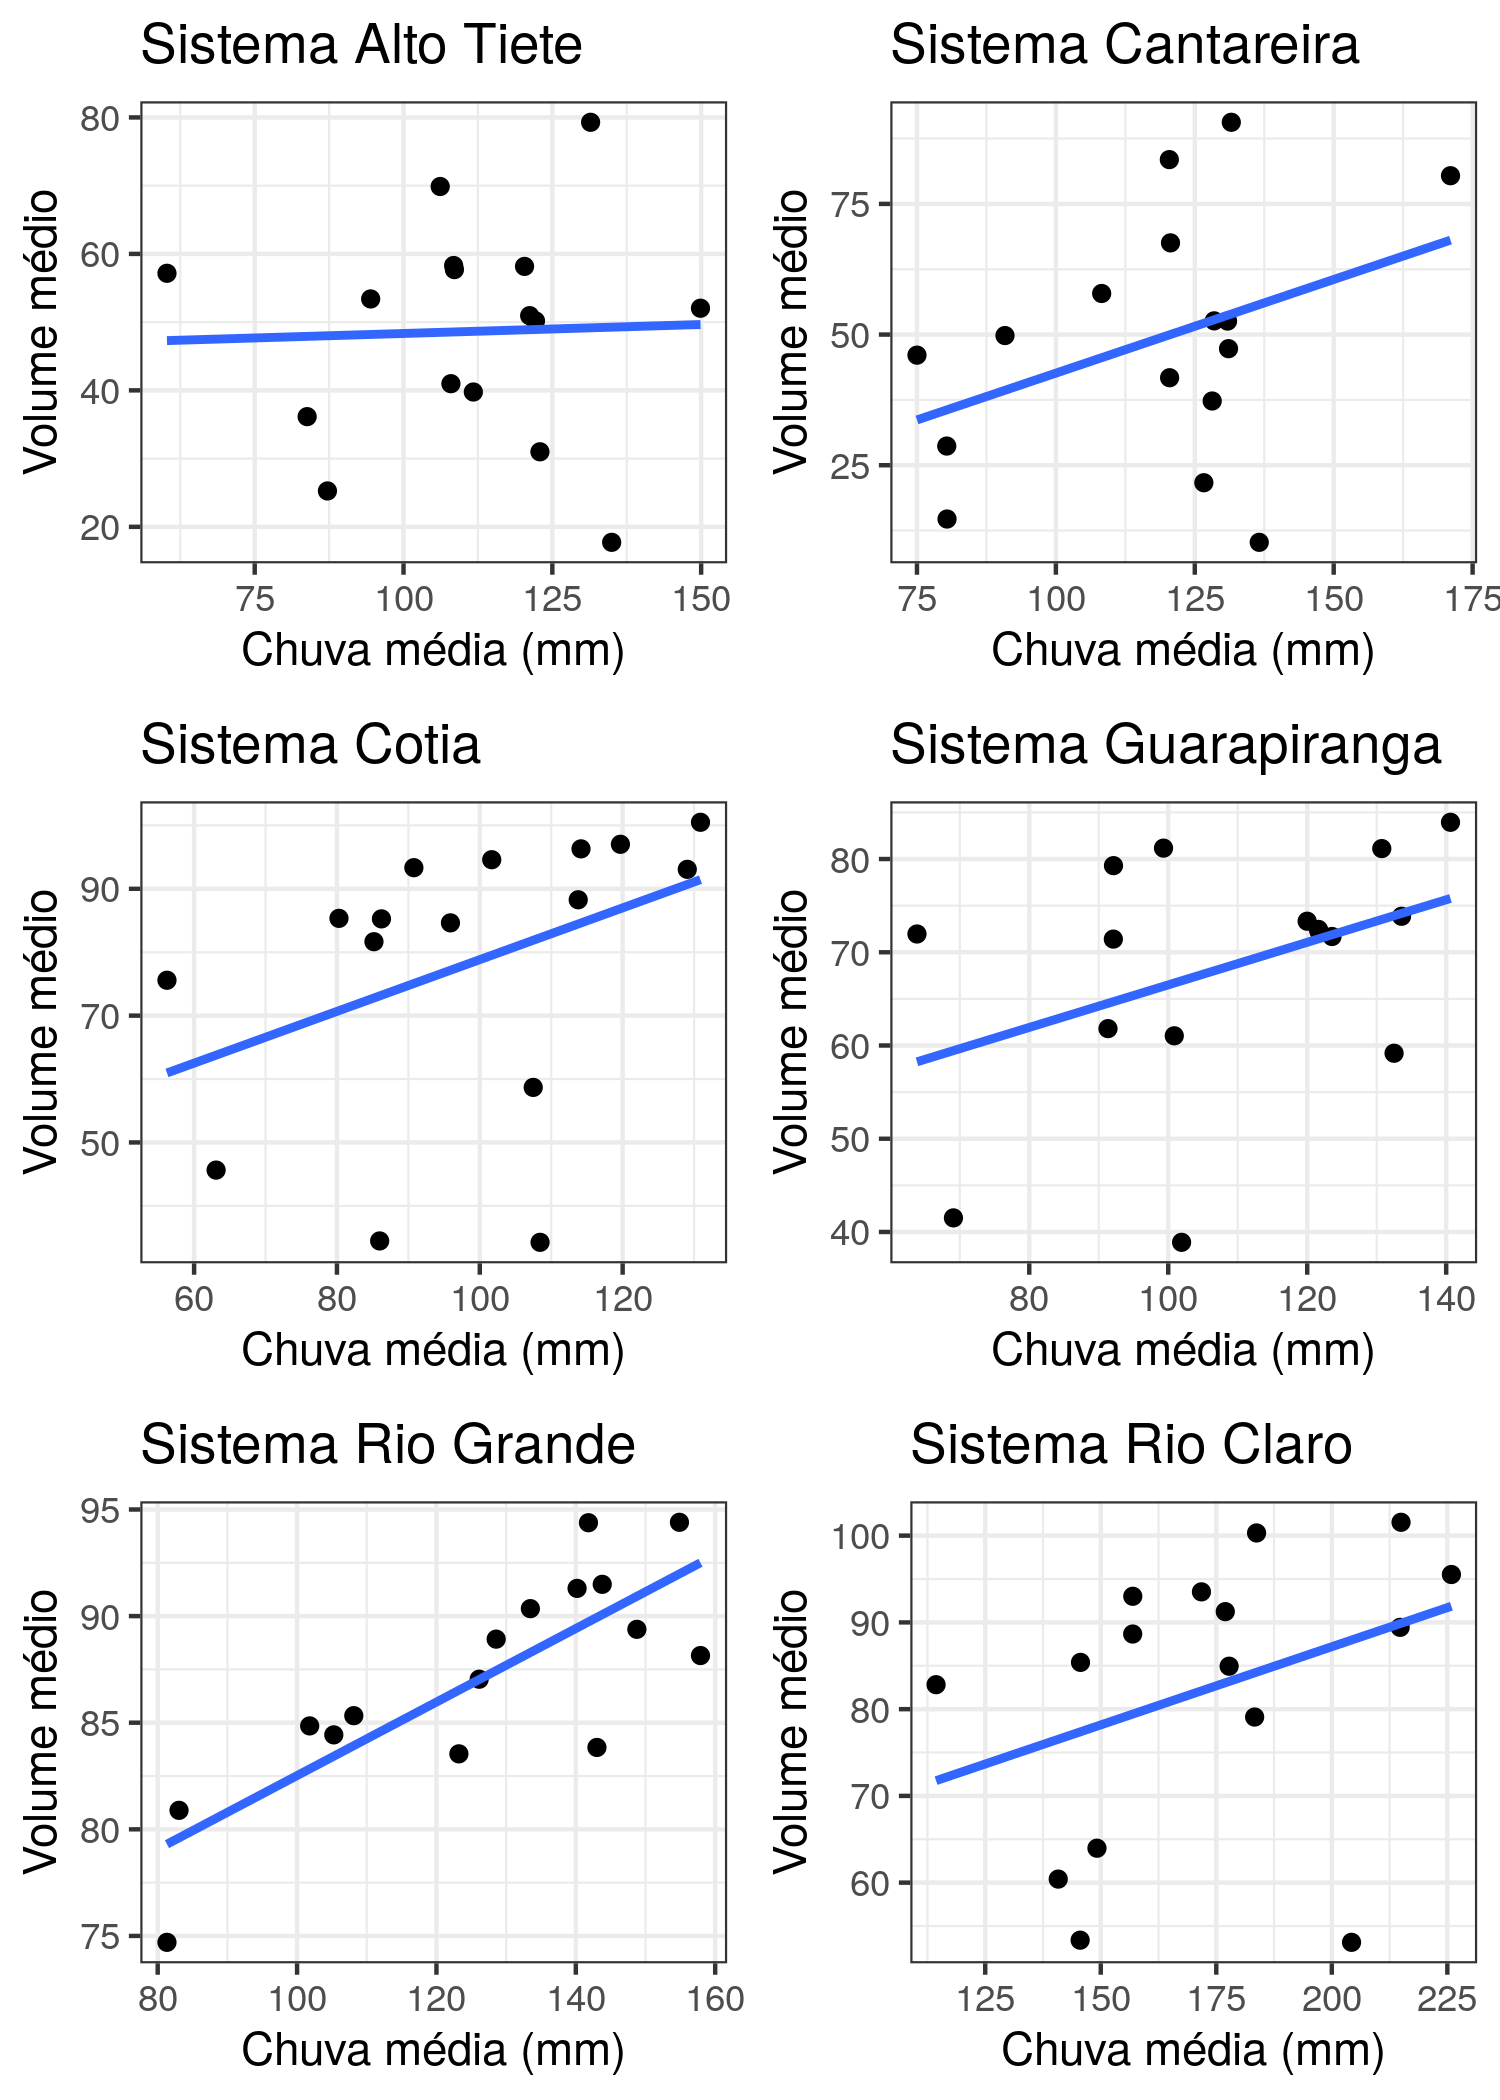 Sistema Alto Tiete
Volume médio
80
60
40
20
75 100 125 150
Chuva média (mm)
Sistema Cantareira
Volume médio
75
50
25
75 100 125 150 175
Chuva média (mm)
Sistema Cotia
Volume médio
90
70
50
60 80 100 120
Chuva média (mm)
Sistema Guarapiranga
Volume médio
80
70
60
50
40
80 100 120 140
Chuva média (mm)
Sistema Rio Grande
Volume médio
95
90
85
80
75
80 100 120 140 160
Chuva média (mm)
Sistema Rio Claro
Volume médio
100
90
80
70
60
125 150 175 200 225
Chuva média (mm)